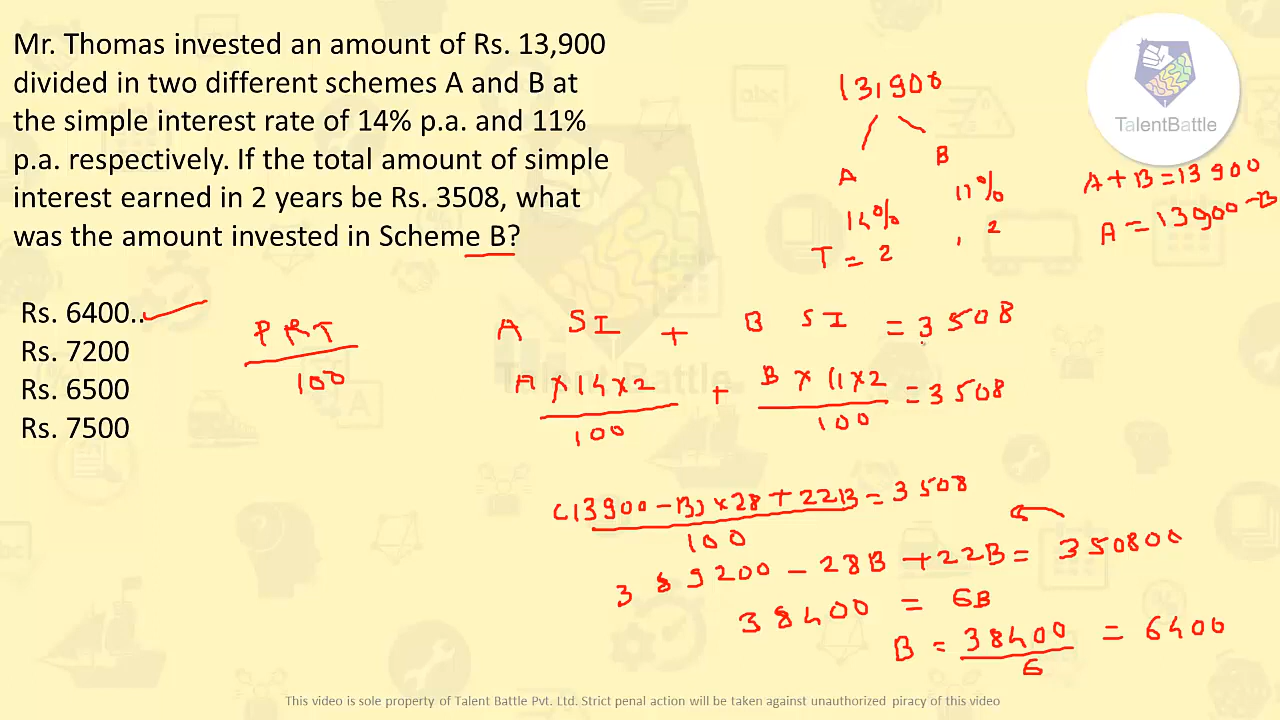 Mr. Thomas invested an amount of Rs. 13,900
divided in two different schemes A and B at
the simple interest rate of 14% p.a. and 11%
p.a. respectively. If the total amount of simple
interest earned in 2 years be Rs. 3508, what
was the amount invested in Scheme B?
Rs. 6400..
Rs. 7200
Rs. 6500
Rs. 7500
PRT
100
13,900
A B
14% 11%
T = 2 , 2
TalentBattle
A + B = 13900
A = 13900 - B
A SI + B SI = 3508
A × 14 × 2 + B × 11 × 2 = 3508
100 100
Talent Battle
(13900 - B) × 28 + 22B = 3508
100
389200 - 28B + 22B = 350800
38400 = 6B
B = 38400 = 6400
6
This video is sole property of Talent Battle Pvt. Ltd. Strict penal action will be taken against unauthorized piracy of this video